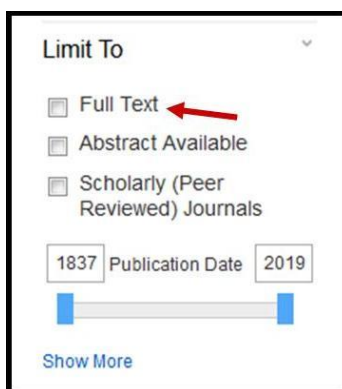 Limit To
Full Text
Abstract Available
Scholarly (Peer
Reviewed) Journals
1837 Publication Date 2019
Show More